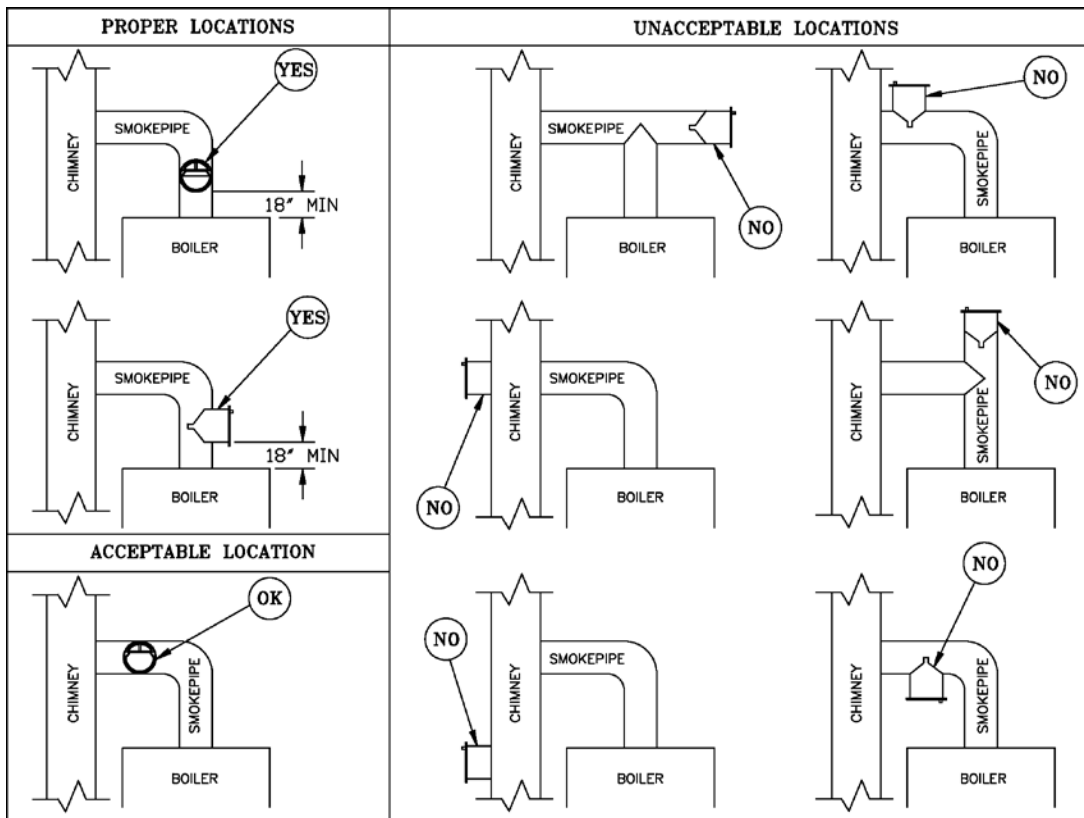 PROPER LOCATIONS
YES
SMOKEPIPE
CHIMNEY
18" MIN
BOILER
YES
SMOKEPIPE
CHIMNEY
18" MIN
BOILER
ACCEPTABLE LOCATION
OK
CHIMNEY
SMOKEPIPE
BOILER
UNACCEPTABLE LOCATIONS
SMOKEPIPE
CHIMNEY
NO
BOILER
NO
CHIMNEY
SMOKEPIPE
BOILER
SMOKEPIPE
CHIMNEY
NO
BOILER
NO
CHIMNEY
SMOKEPIPE
BOILER
NO
SMOKEPIPE
CHIMNEY
BOILER
NO
CHIMNEY
SMOKEPIPE
BOILER